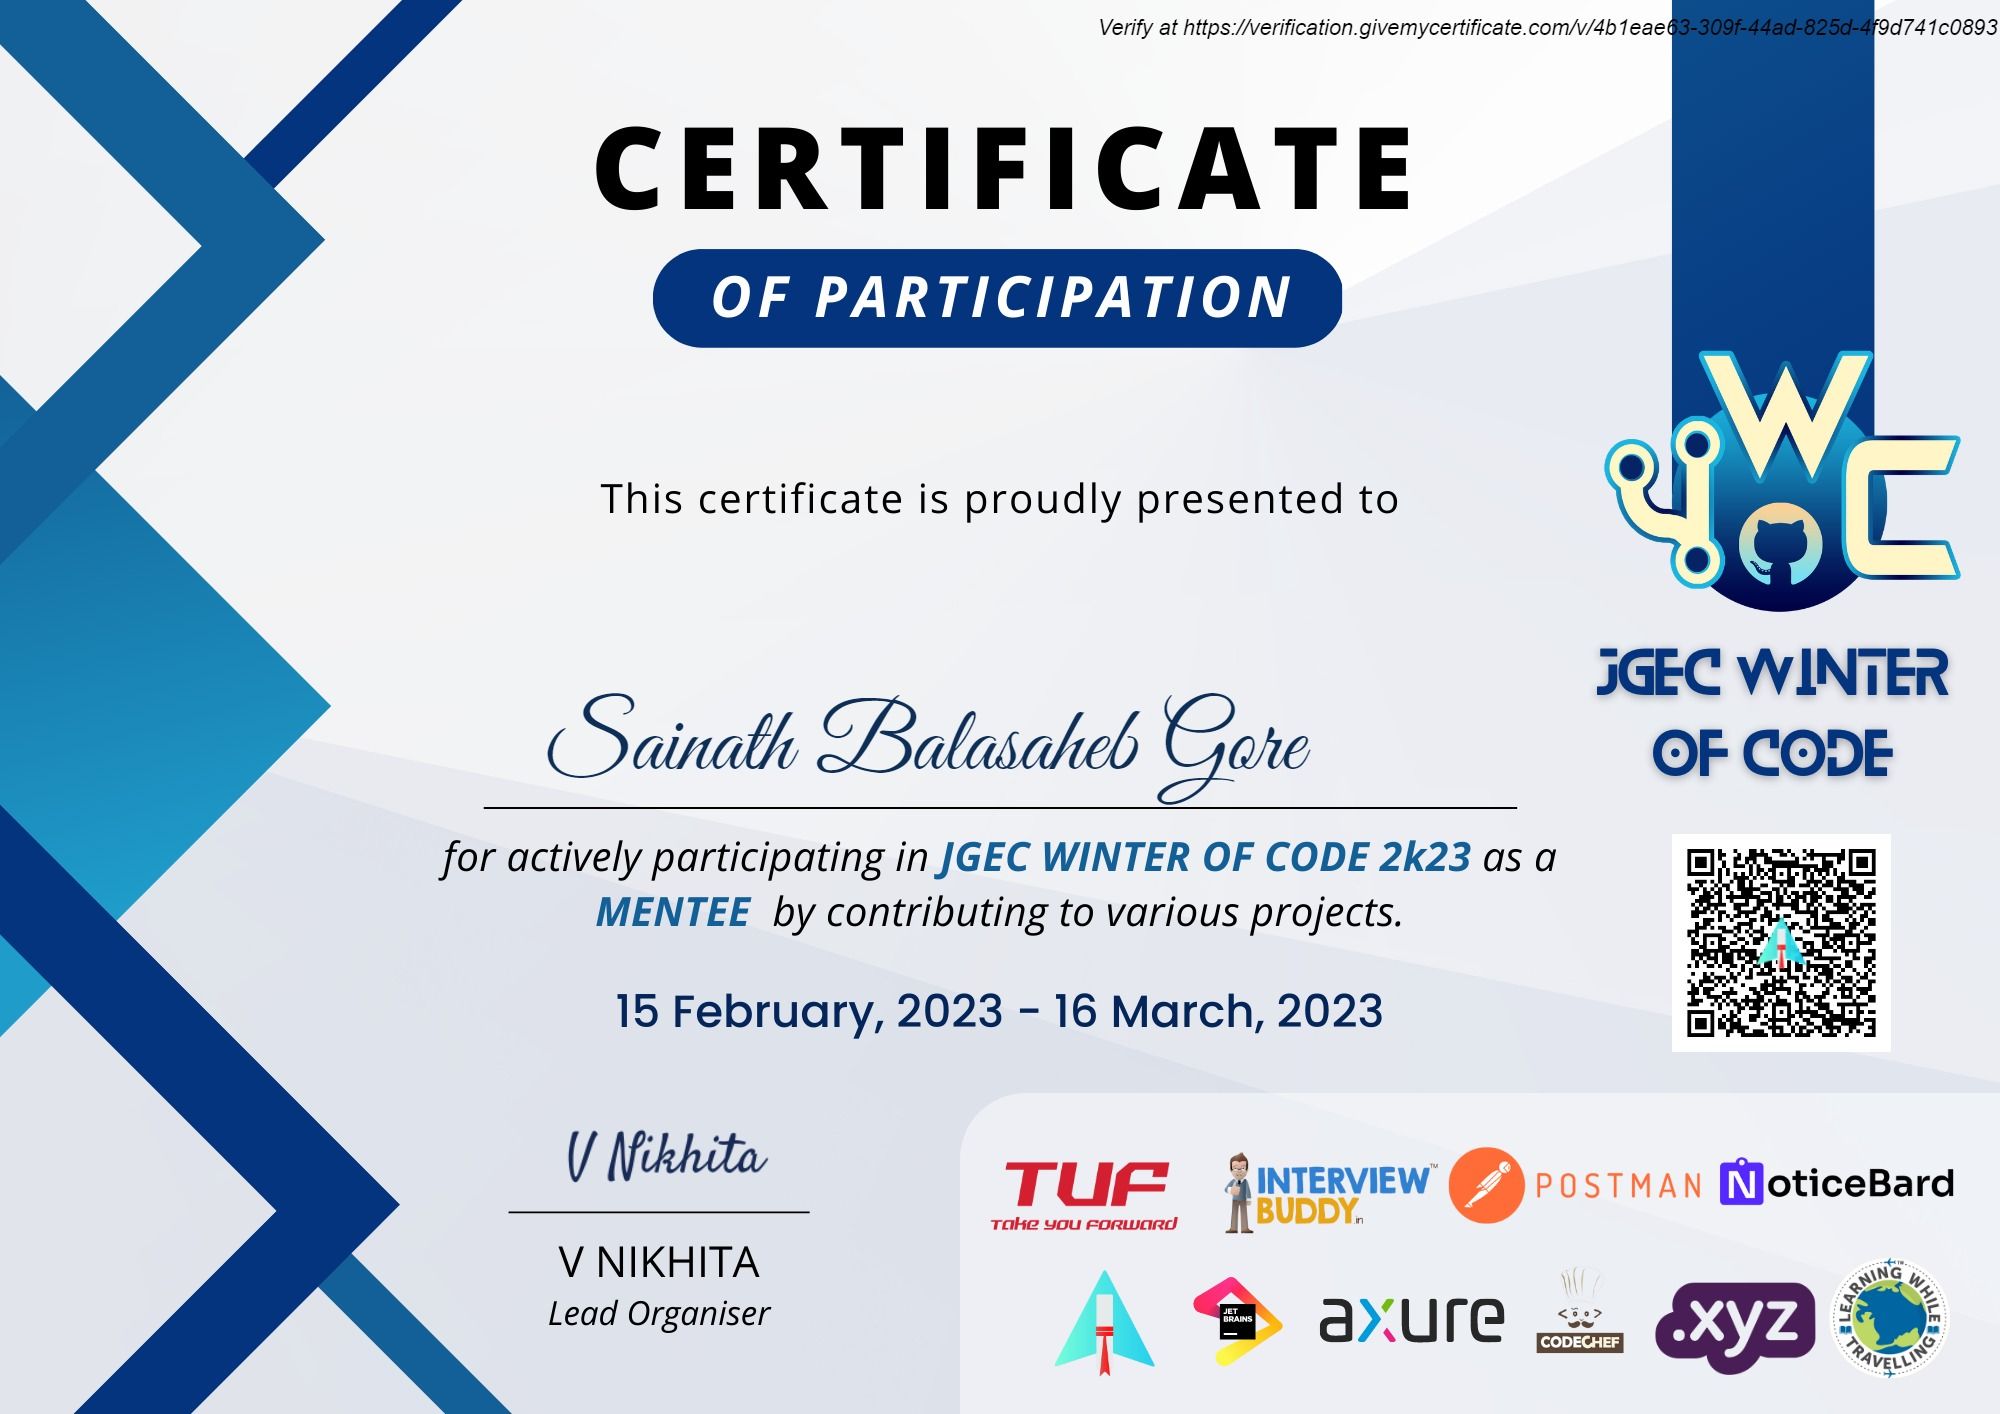 Verify at https://verification.givemycertificate.com/v/4b1eae63-309f-44ad-825d-4f9d741c0893
CERTIFICATE
OF PARTICIPATION
This certificate is proudly presented to
W
C
JGEC WINTER
OF CODE
Sainath Balasaheb Gore
for actively participating in JGEC WINTER OF CODE 2k23 as a
MENTEE by contributing to various projects.
15 February, 2023 - 16 March, 2023
V Nikhita
V NIKHITA
Lead Organiser
TUF
TAKE YOU FORWARD
INTERVIEW™
BUDDY.in
POSTMAN
NoticeBard
JET
BRAINS
axure
CODECHEF
.xyz
LEARNING WHILE
TRAVELLING